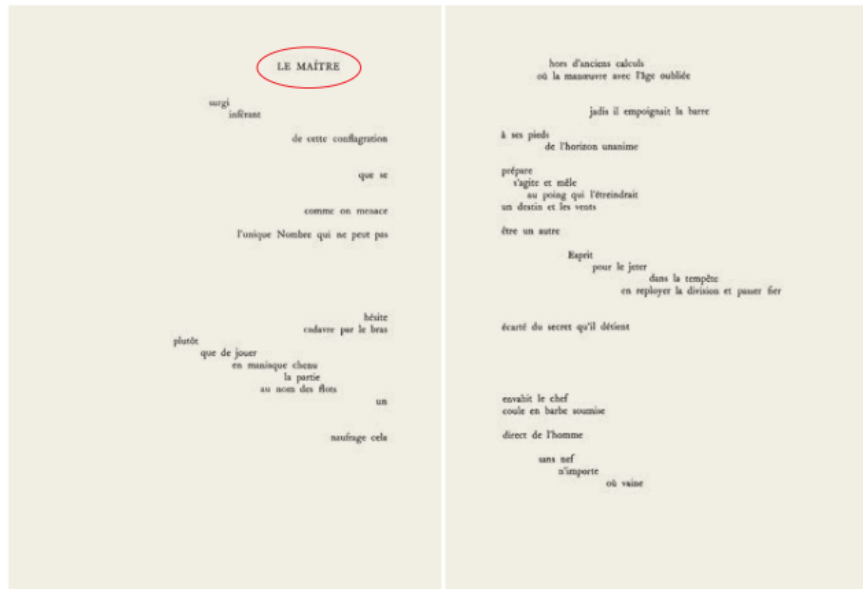 LE MAÎTRE
surgi
inférant
de cette conflagration
que se
comme on menace
l'unique Nombre qui ne peut pas
hésite
cadavre par le bras
plutôt
que de jouer
en maniaque chenu
la partie
au nom des flots
un
naufrage cela
hors d'anciens calculs
où la manœuvre avec l'âge oubliée
jadis il empoignait la barre
à ses pieds
de l'horizon unanime
prépare
s'agite et mêle
au poing qui l'étreindrait
un destin et les vents
être un autre
Esprit
pour le jeter
dans la tempête
en reployer la division et passer fier
écarté du secret qu'il détient
envahit le chef
coule en barbe soumise
direct de l'homme
sans nef
n'importe
où vaine